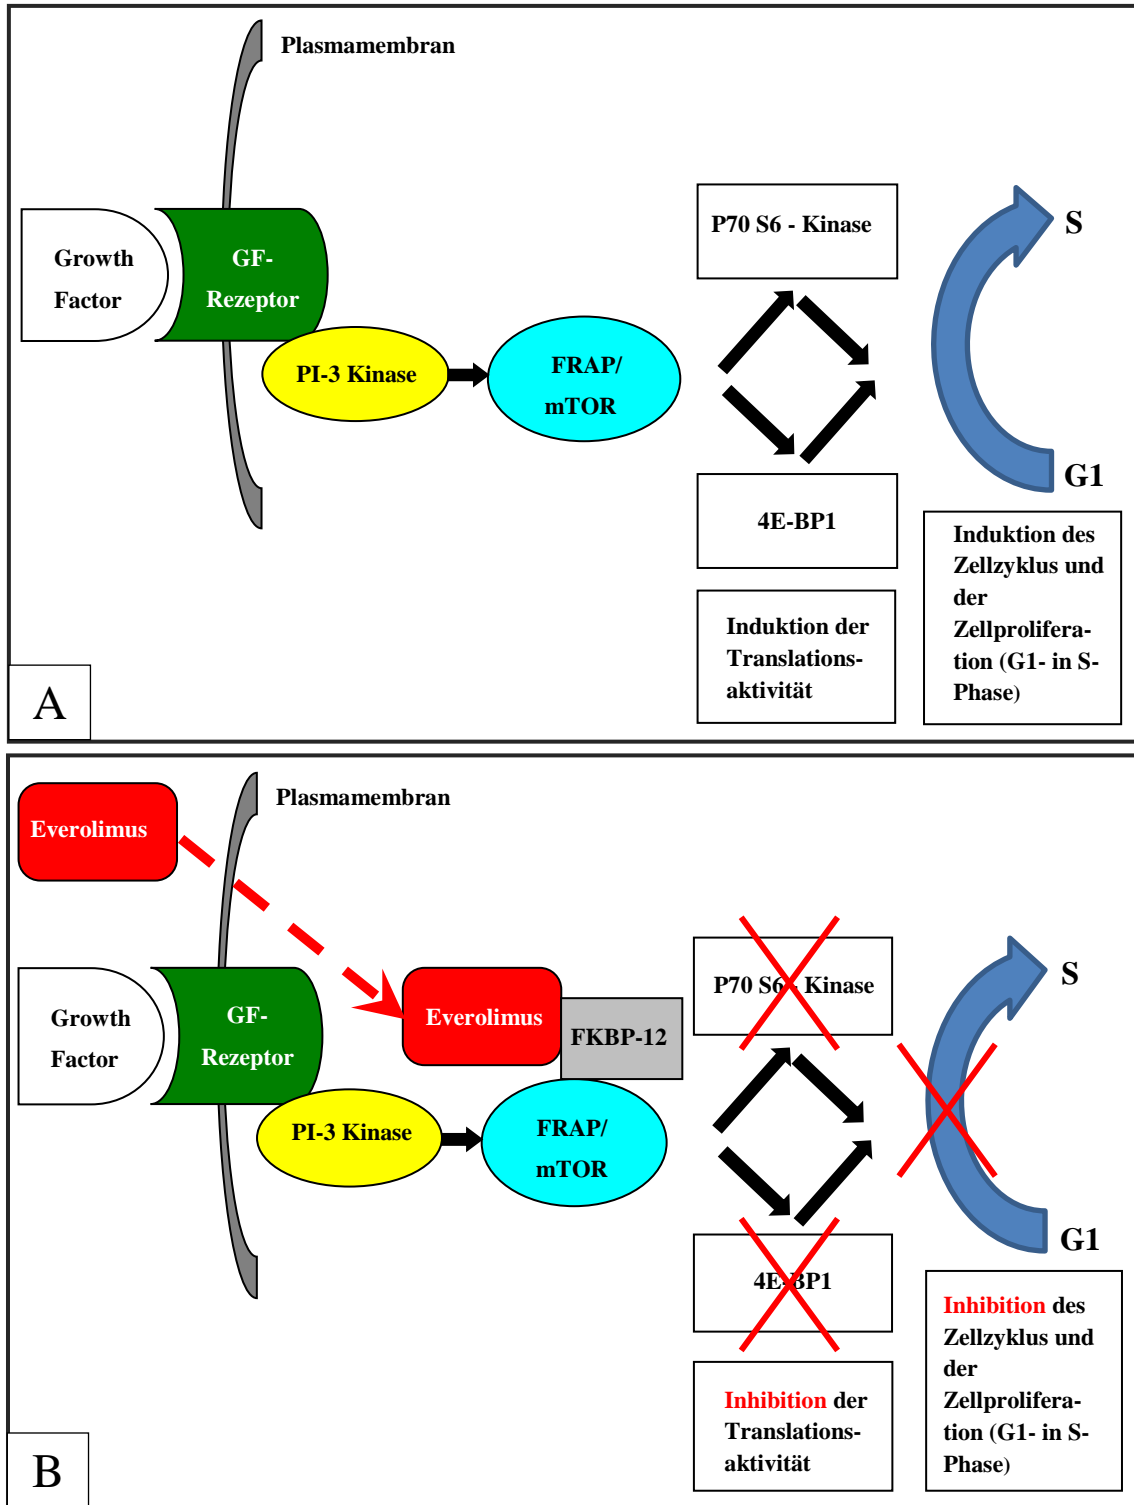 Plasmamembran
P70 S6 - Kinase
S
Growth
Factor
GF-
Rezeptor
PI-3 Kinase
FRAP/
mTOR
G1
4E-BP1
Induktion des
Zellzyklus und
der
Zellprolifera-
tion (G1- in S-
Phase)
Induktion der
Translations-
aktivität
A
Everolimus
Plasmamembran
P70 S6 - Kinase
S
Growth
Factor
GF-
Rezeptor
Everolimus
FKBP-12
PI-3 Kinase
FRAP/
mTOR
G1
4E-BP1
Inhibition des
Zellzyklus und
der
Zellprolifera-
tion (G1- in S-
Phase)
Inhibition der
Translations-
aktivität
B